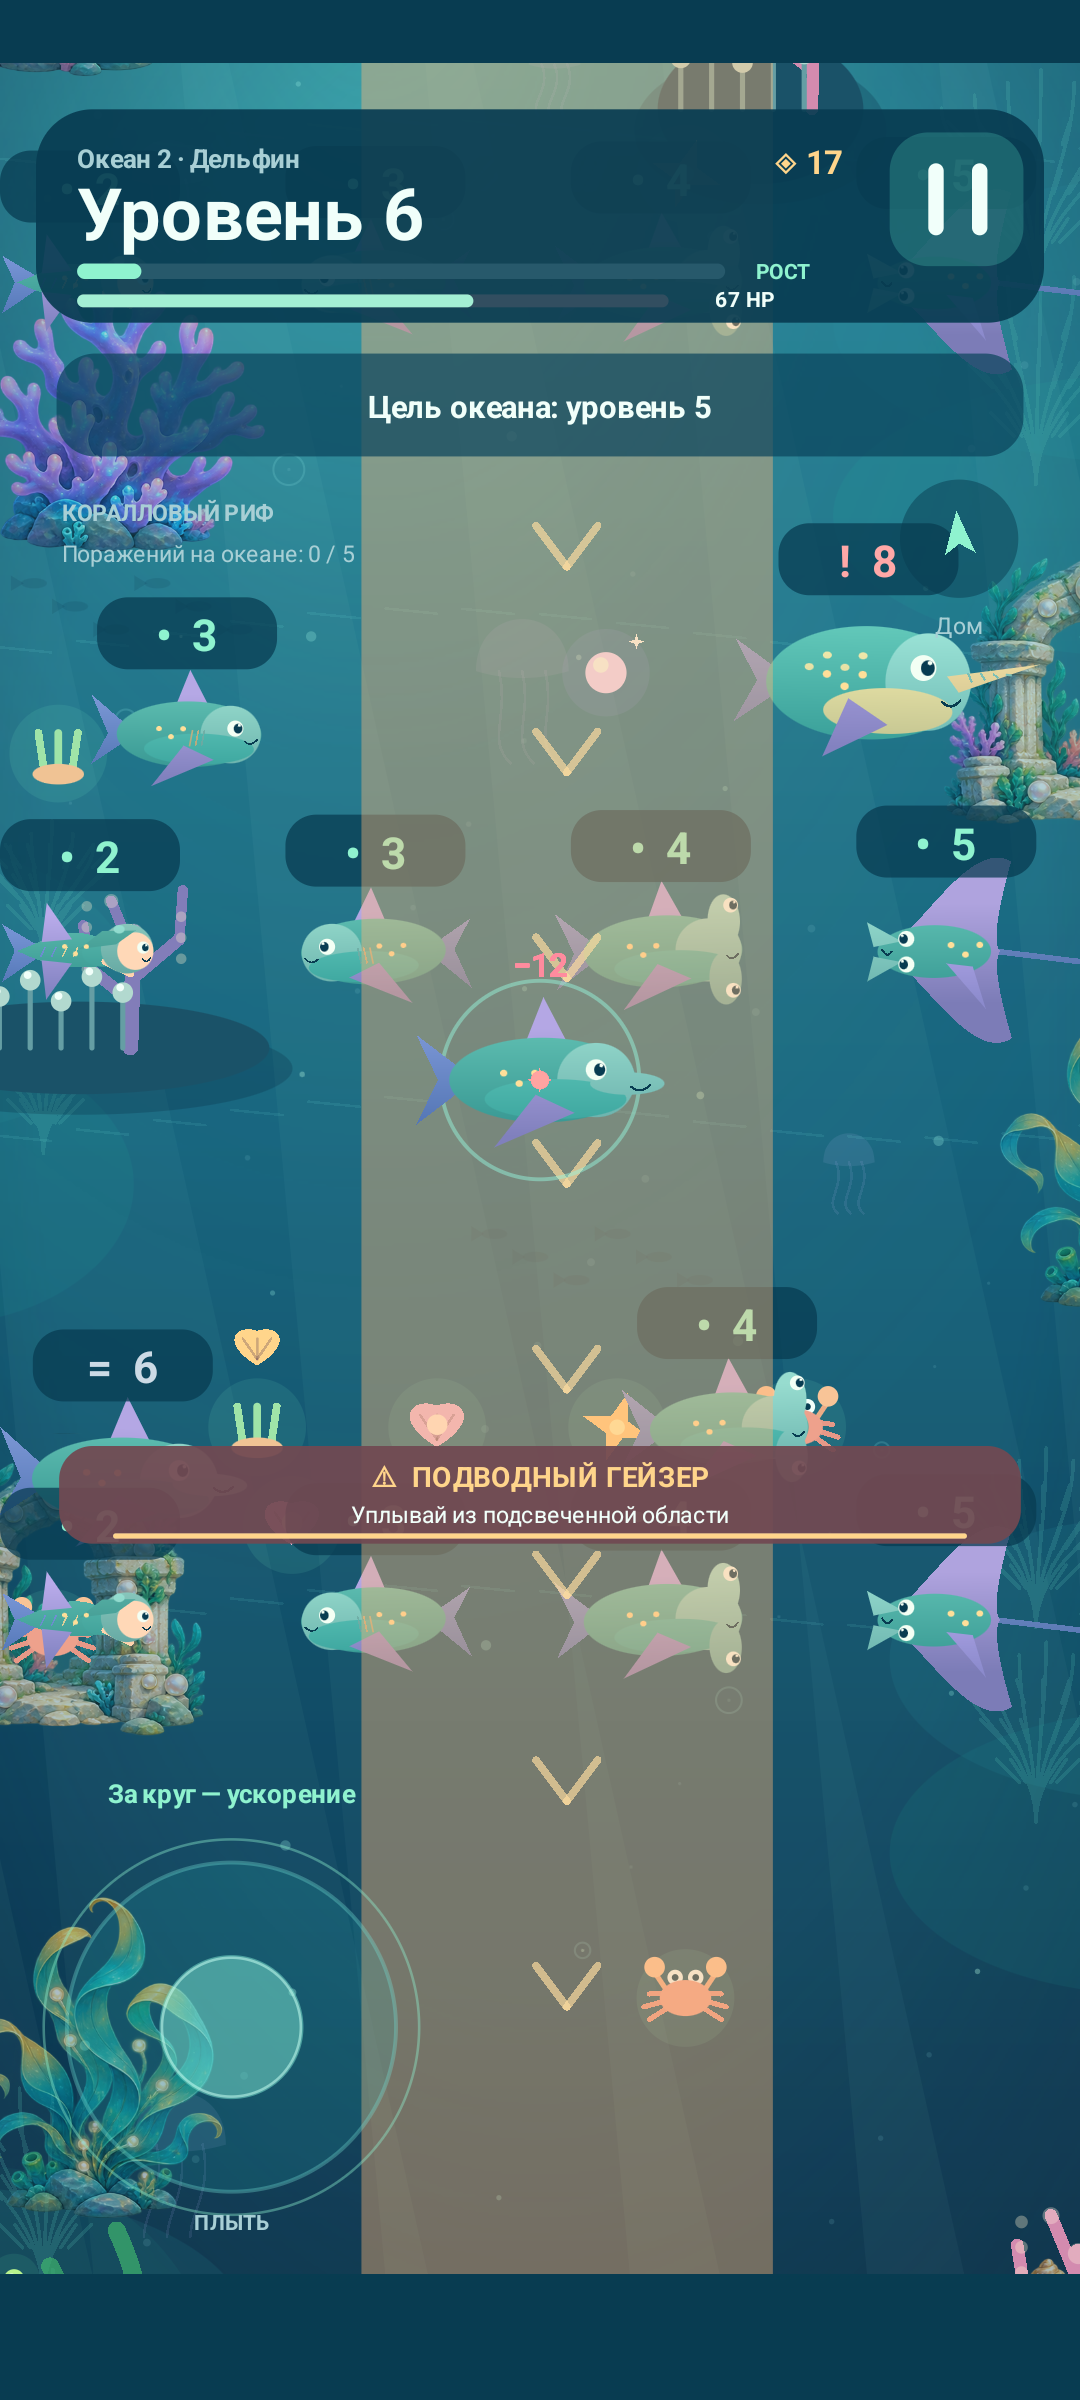 Океан 2 · Дельфин
17
Уровень 6
РОСТ
67 HP
Цель океана: уровень 5
КОРАЛЛОВЫЙ РИФ
Поражений на океане: 0 / 5
! 8
Дом
• 3
• 2
• 3
• 4
• 5
−12
• 4
= 6
⚠ ПОДВОДНЫЙ ГЕЙЗЕР
Уплывай из подсвеченной области
• 2
• 5
За круг — ускорение
ПЛЫТЬ